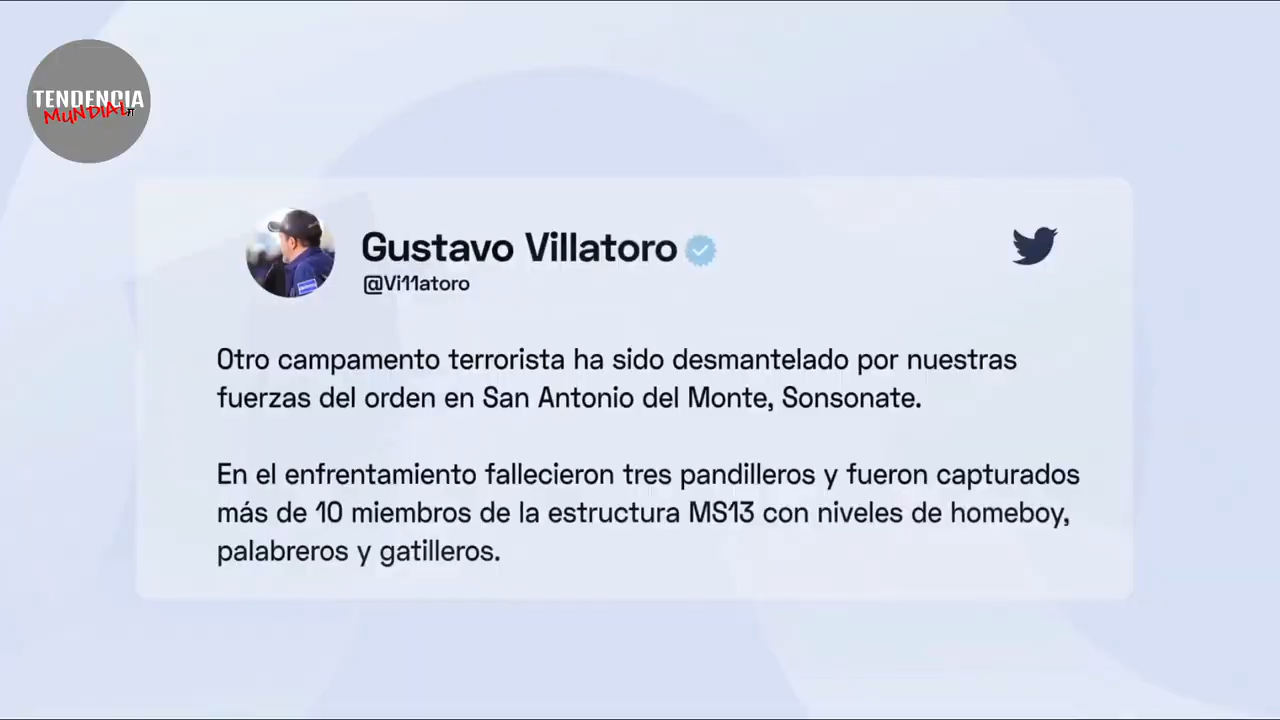 TENDENCIA
MUNDIAL
Gustavo Villatoro
@Vi11atoro
Otro campamento terrorista ha sido desmantelado por nuestras
fuerzas del orden en San Antonio del Monte, Sonsonate.
En el enfrentamiento fallecieron tres pandilleros y fueron capturados
más de 10 miembros de la estructura MS13 con niveles de homeboy,
palabreros y gatilleros.